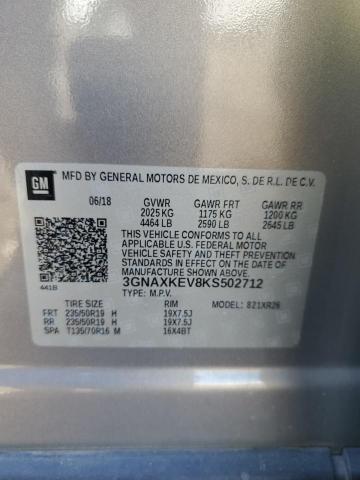 GM
MFD BY GENERAL MOTORS DE MEXICO, S. DE R.L. DE C.V.
06/18 GVWR GAWR FRT GAWR RR
2025 KG 1175 KG 1200 KG
4464 LB 2590 LB 2645 LB
THIS VEHICLE CONFORMS TO ALL
APPLICABLE U.S. FEDERAL MOTOR
VEHICLE SAFETY AND THEFT
PREVENTION STANDARDS IN EFFECT
ON THE DATE OF MANUFACTURE
SHOWN ABOVE.
3GNAXKEV8KS502712
441B TYPE: M.P.V. MODEL: 821XR26
TIRE SIZE RIM
FRT 235/50R19 H 19X7.5J
RR 235/50R19 H 19X7.5J
SPA T135/70R16 M 16X4BT